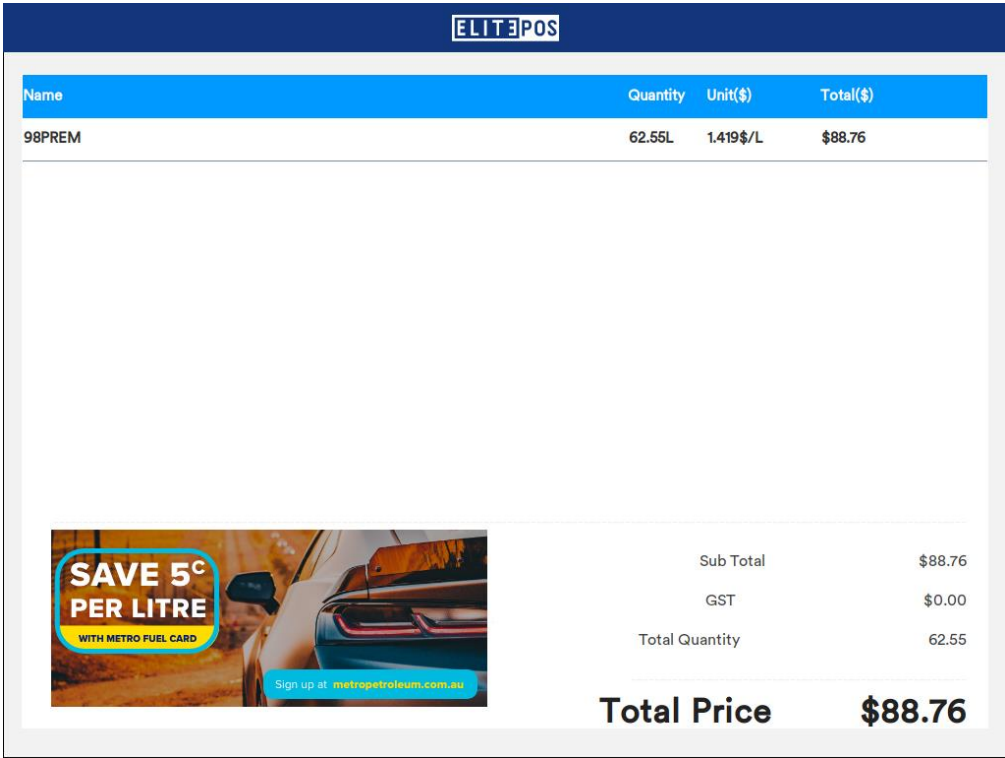 ELITEPOS
Name Quantity Unit($) Total($)
98PREM 62.55L 1.419$/L $88.76
SAVE 5C
PER LITRE
WITH METRO FUEL CARD
Sign up at metropetroleum.com.au
Sub Total $88.76
GST $0.00
Total Quantity 62.55
Total Price $88.76